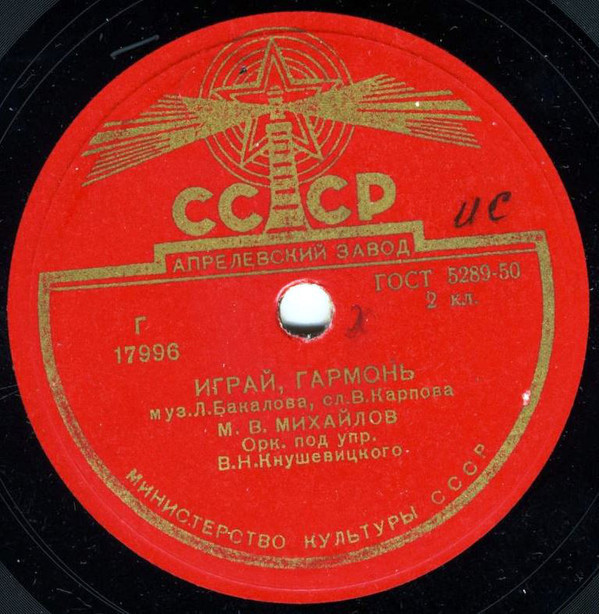 СССР
ис
АПРЕЛЕВСКИЙ ЗАВОД
ГОСТ 5289-50
2 кл.
Г
17996
ИГРАЙ, ГАРМОНЬ
муз.Л.Бакалова, сл.В.Карпова
М. В. МИХАЙЛОВ
Орк. под упр.
В.Н.Кнушевицкого.
МИНИСТЕРСТВО КУЛЬТУРЫ СССР